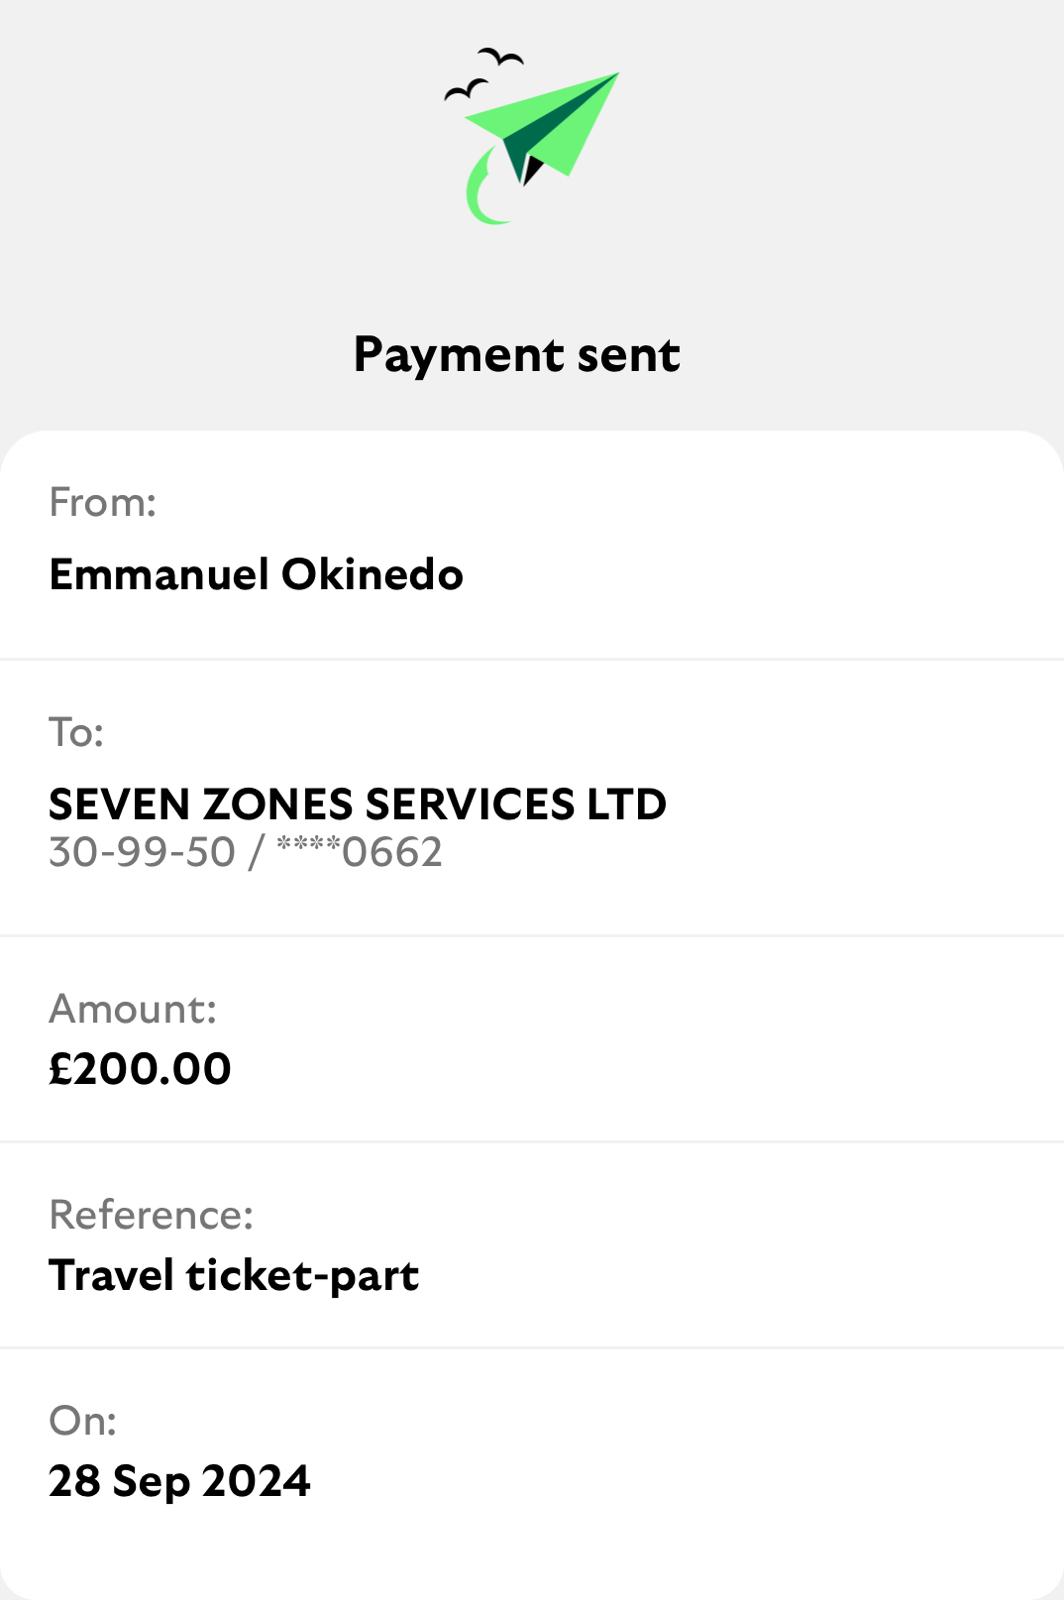 Payment sent
From:
Emmanuel Okinedo
To:
SEVEN ZONES SERVICES LTD
30-99-50 / ****0662
Amount:
£200.00
Reference:
Travel ticket-part
On:
28 Sep 2024